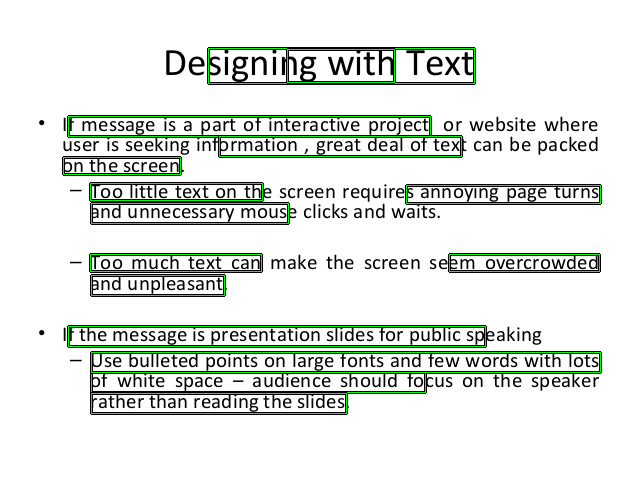 Designing with Text
• If message is a part of interactive project or website where
user is seeking information , great deal of text can be packed
on the screen.
– Too little text on the screen requires annoying page turns
and unnecessary mouse clicks and waits.
– Too much text can make the screen seem overcrowded
and unpleasant.
• If the message is presentation slides for public speaking
– Use bulleted points on large fonts and few words with lots
of white space – audience should focus on the speaker
rather than reading the slides.